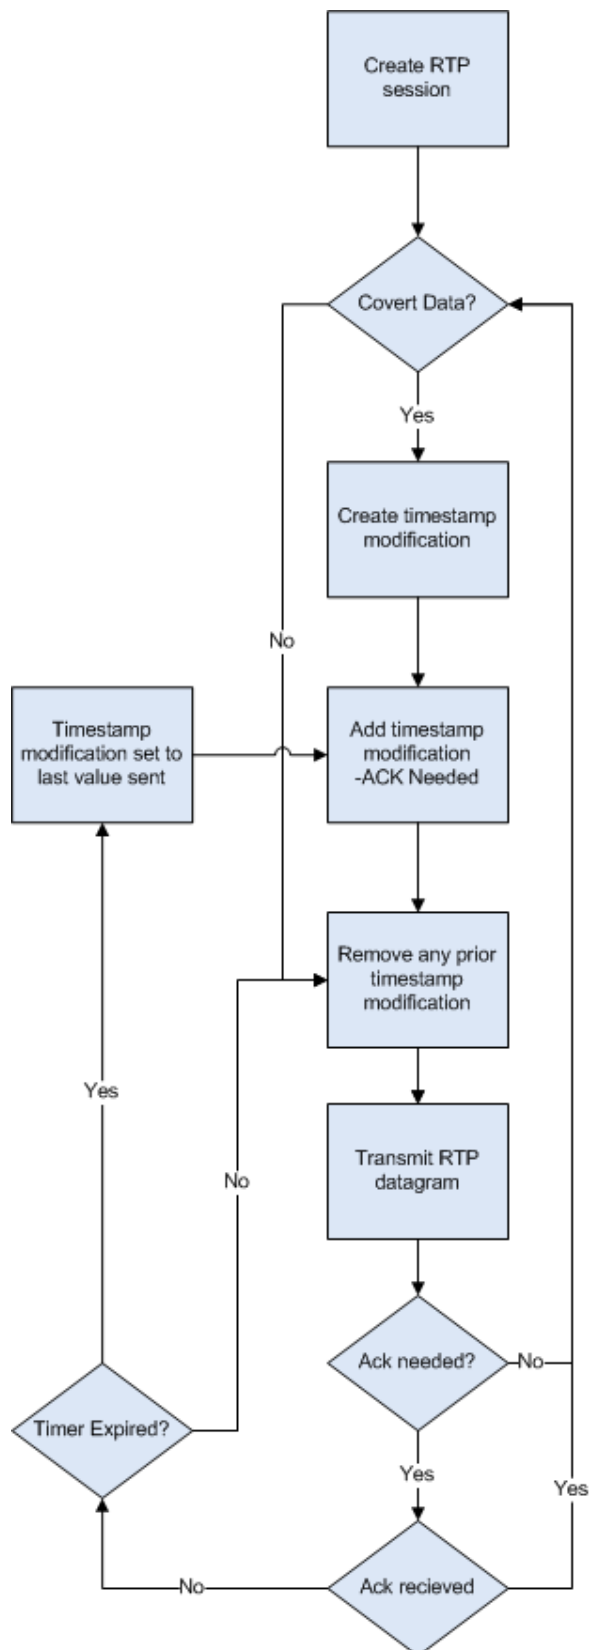 Create RTP
session
Covert Data?
Yes
Create timestamp
modification
No
Timestamp
modification set to
last value sent
Add timestamp
modification
-ACK Needed
Remove any prior
timestamp
modification
Yes
Transmit RTP
datagram
No
Ack needed?
No
Timer Expired?
Yes
Yes
Ack recieved
No